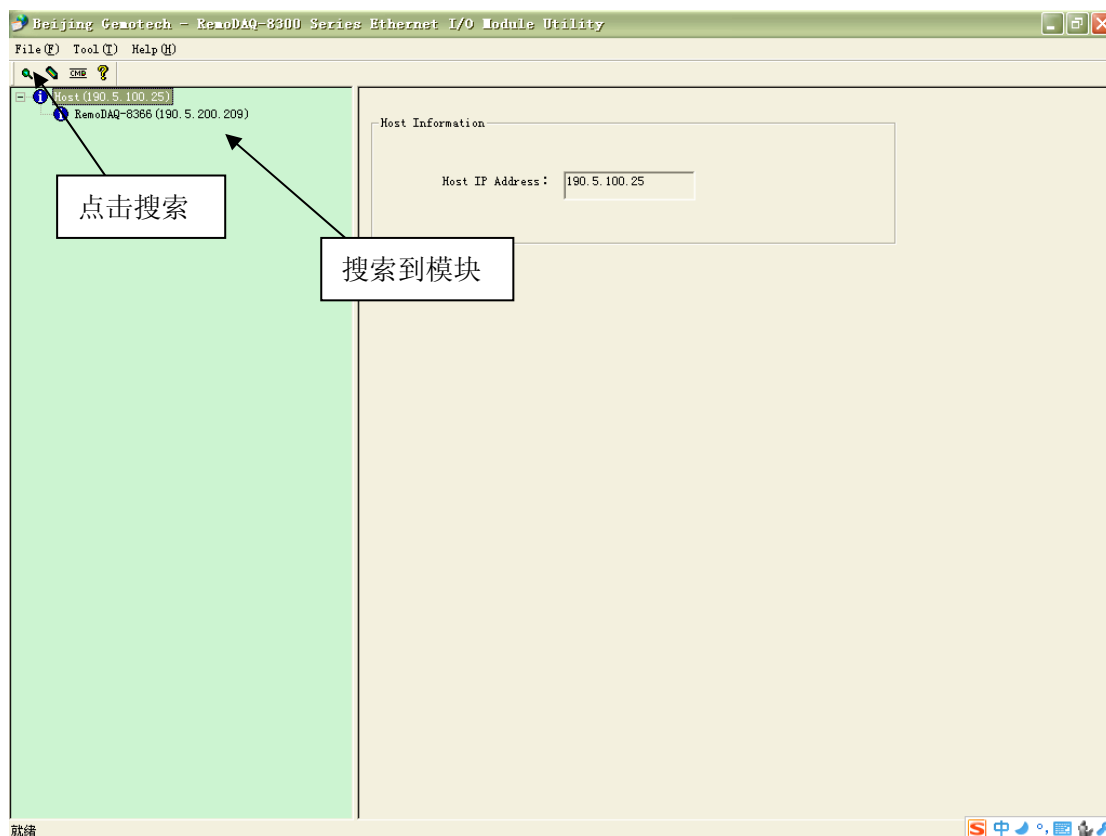 Beijing Gemotech - RemoDAQ-8300 Series Ethernet I/O Module Utility
File(F) Tool(T) Help(H)
CMD
Host(190.5.100.25)
RemoDAQ-8366(190.5.200.209)
Host Information
Host IP Address：
190.5.100.25
点击搜索
搜索到模块
就绪
S 中